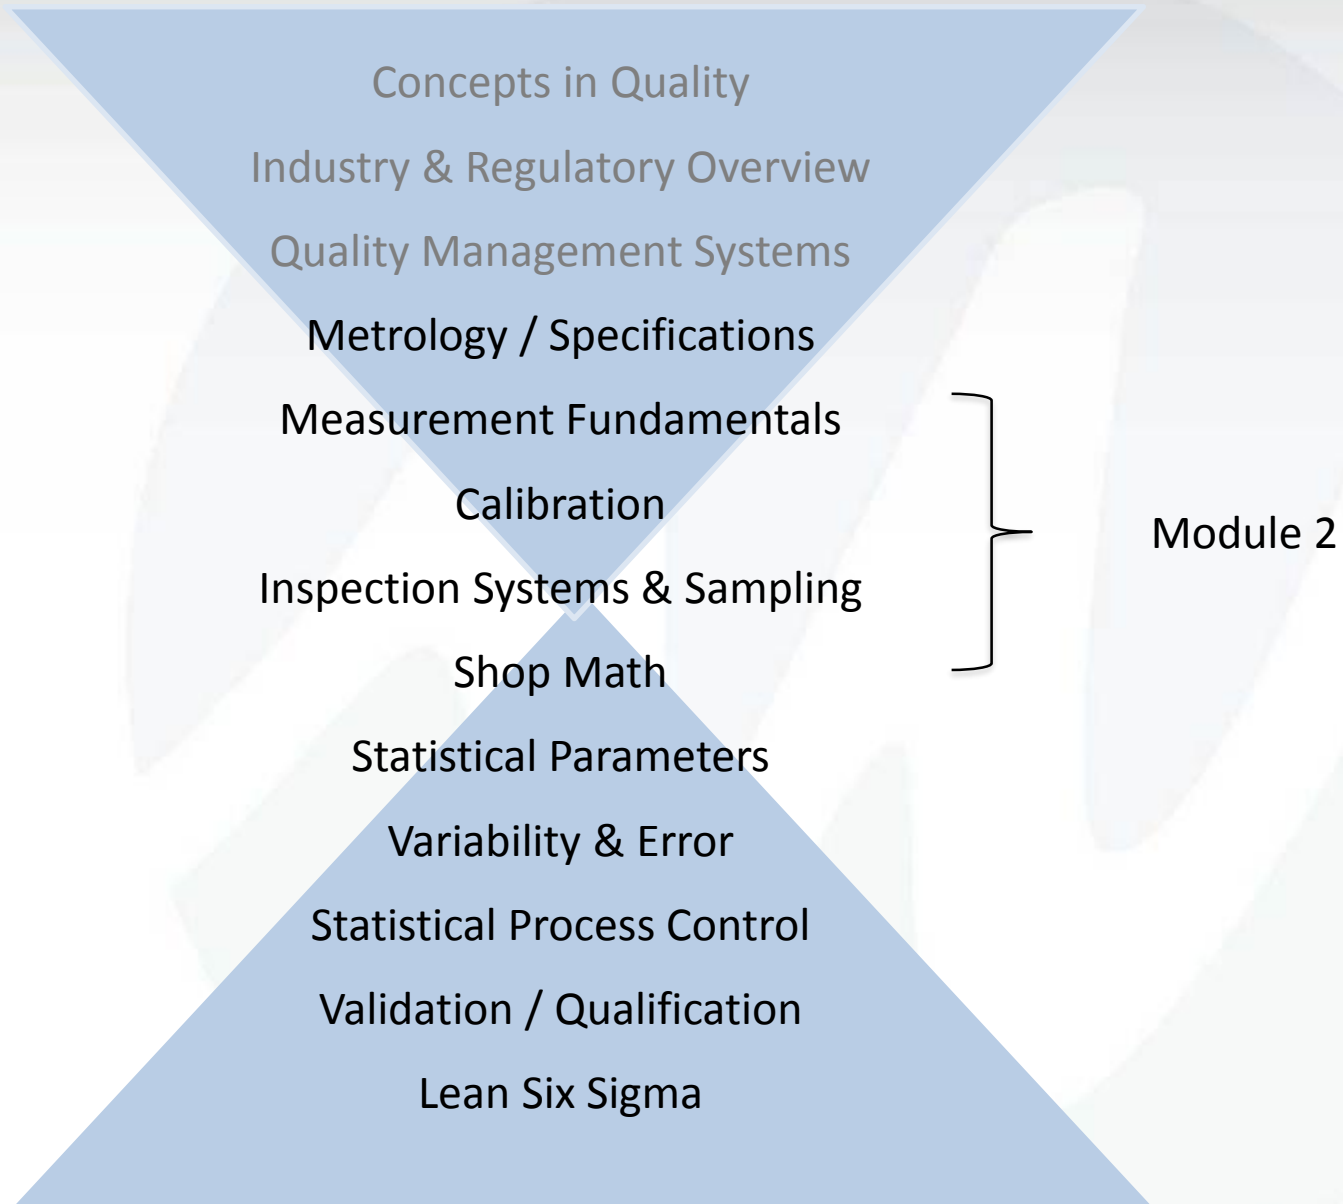 Concepts in Quality
Industry & Regulatory Overview
Quality Management Systems
Metrology / Specifications
Measurement Fundamentals
Calibration
Inspection Systems & Sampling
Shop Math
Statistical Parameters
Variability & Error
Statistical Process Control
Validation / Qualification
Lean Six Sigma
Module 2